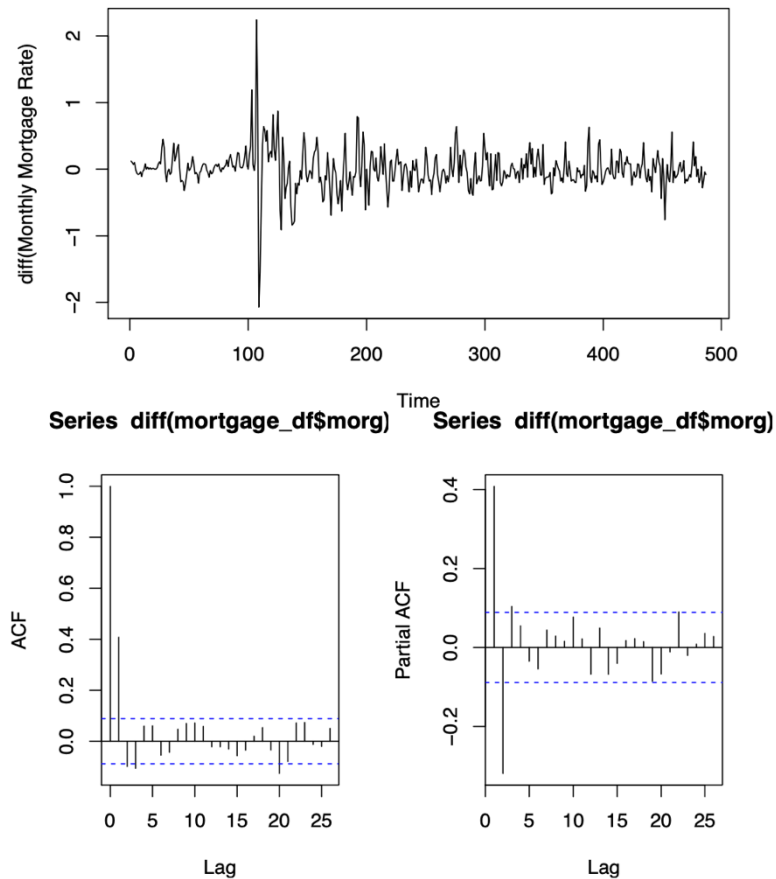 diff(Monthly Mortgage Rate)
2
1
0
−1
−2
0 100 200 300 400 500
Time
Series diff(mortgage_df$morg)
ACF
1.0
0.8
0.6
0.4
0.2
0.0
0 5 10 15 20 25
Lag
Series diff(mortgage_df$morg)
Partial ACF
0.4
0.2
0.0
−0.2
0 5 10 15 20 25
Lag